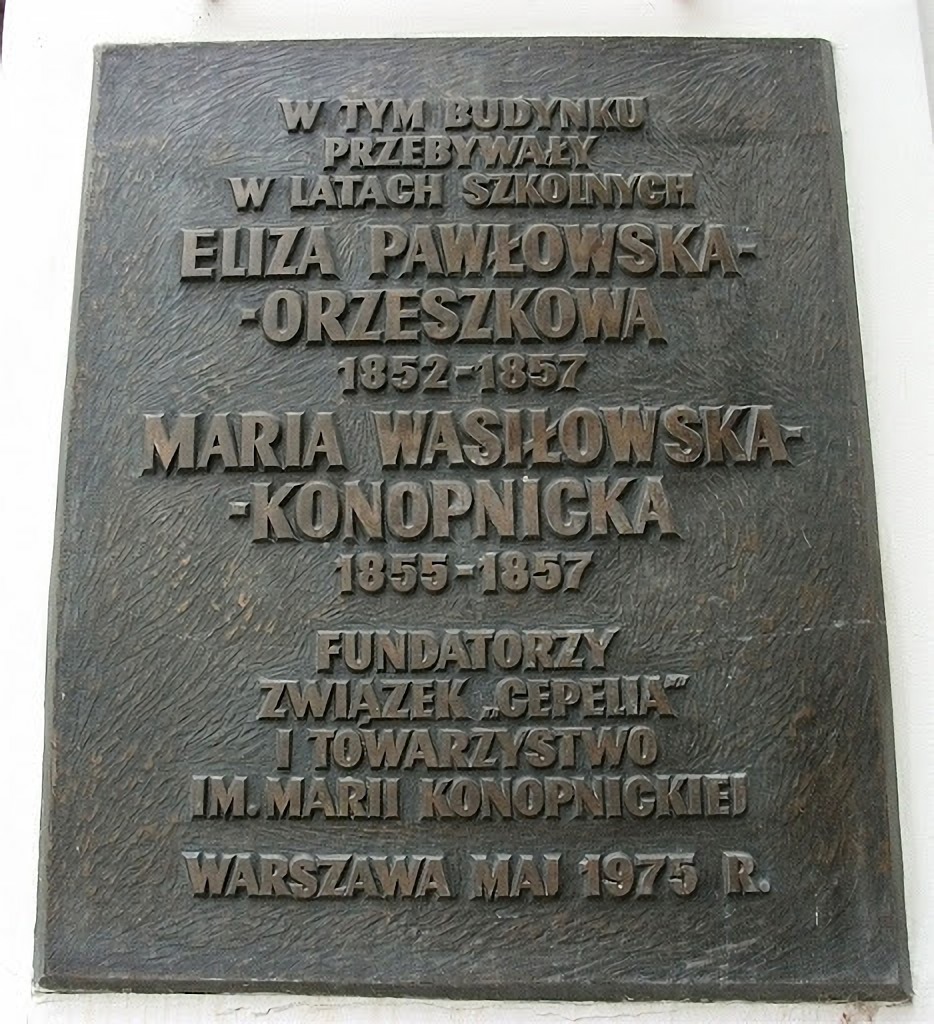 W TYM BUDYNKU
PRZEBYWAŁY
W LATACH SZKOLNYCH
ELIZA PAWŁOWSKA-
-ORZESZKOWA
1852-1857
MARIA WASIŁOWSKA-
-KONOPNICKA
1855-1857
FUNDATORZY
ZWIĄZEK „CEPELIA”
I TOWARZYSTWO
IM. MARII KONOPNICKIEJ
WARSZAWA MAJ 1975 R.